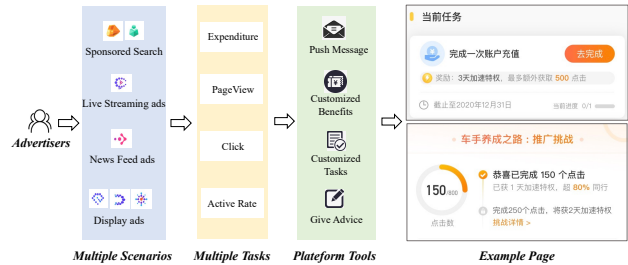 Advertisers
Sponsored Search
Live Streaming ads
News Feed ads
Display ads
Multiple Scenarios
Expenditure
PageView
Click
Active Rate
Multiple Tasks
Push Message
Customized
Benefits
Customized
Tasks
Give Advice
Plateform Tools
当前任务
完成一次账户充值
去完成
奖励：3天加速特权，最多额外获取 500 点击
截止至2020年12月31日
当前进度 0/1
车手养成之路：推广挑战
150/800
点击数
恭喜已完成 150 个点击
已获 1 天加速特权，超 80% 同行
完成250个点击，将获2天加速特权
挑战详情 >
Example Page